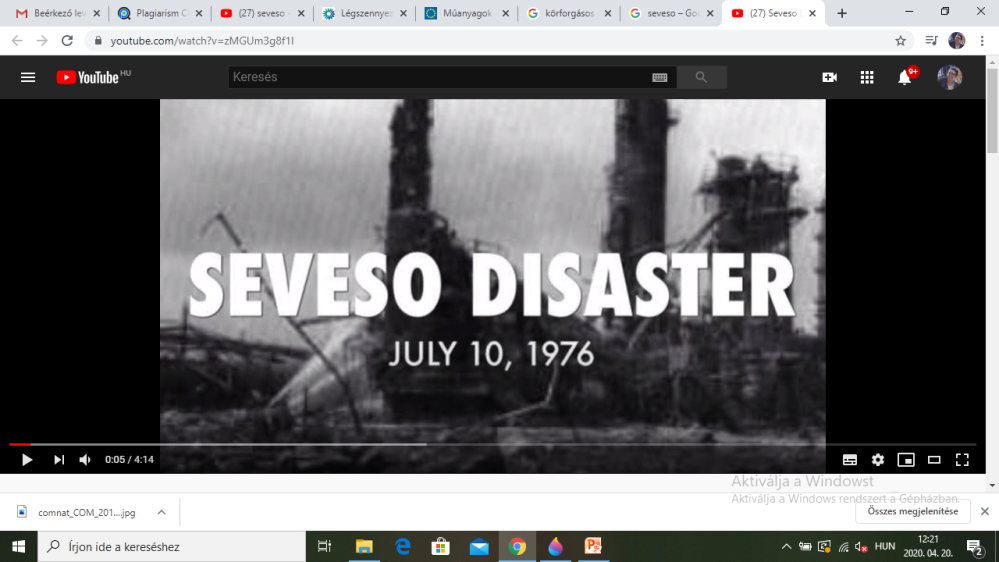 Beérkező lev
Plagiarism C
(27) seveso -
Légszennyez
Műanyagok
körforgásos
seveso – Go
(27) Seveso
youtube.com/watch?v=zMGUm3g8f1I
YouTube HU
Keresés
9+
SEVESO DISASTER
JULY 10, 1976
0:05 / 4:14
Aktiválja a Windowst
Aktiválja a Windows rendszert a Gépházban.
comnat_COM_201....jpg
Összes megjelenítése
Írjon ide a kereséshez
HUN
12:21
2020. 04. 20.
2